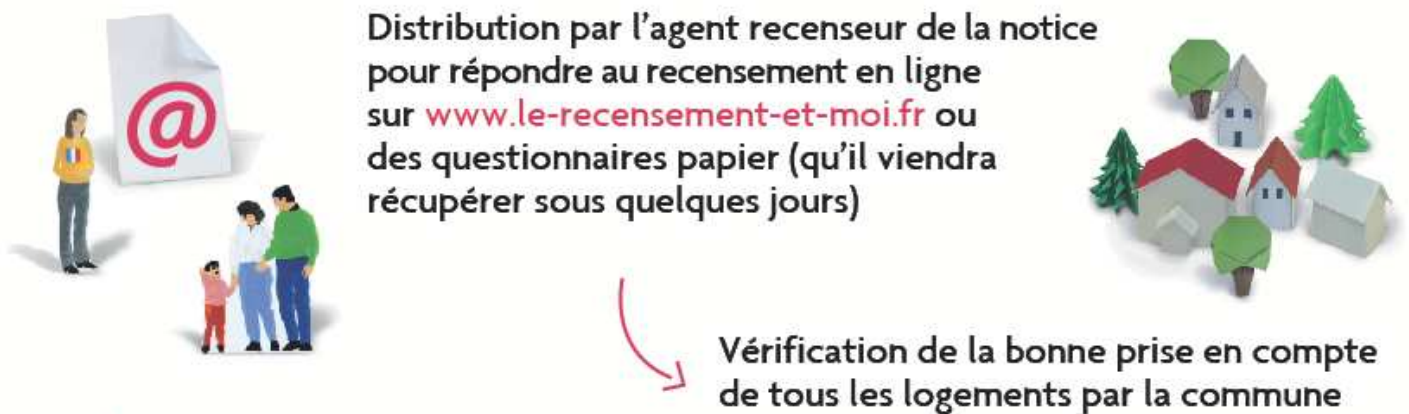 @
Distribution par l'agent recenseur de la notice
pour répondre au recensement en ligne
sur www.le-recensement-et-moi.fr ou
des questionnaires papier (qu'il viendra
récupérer sous quelques jours)
Vérification de la bonne prise en compte
de tous les logements par la commune